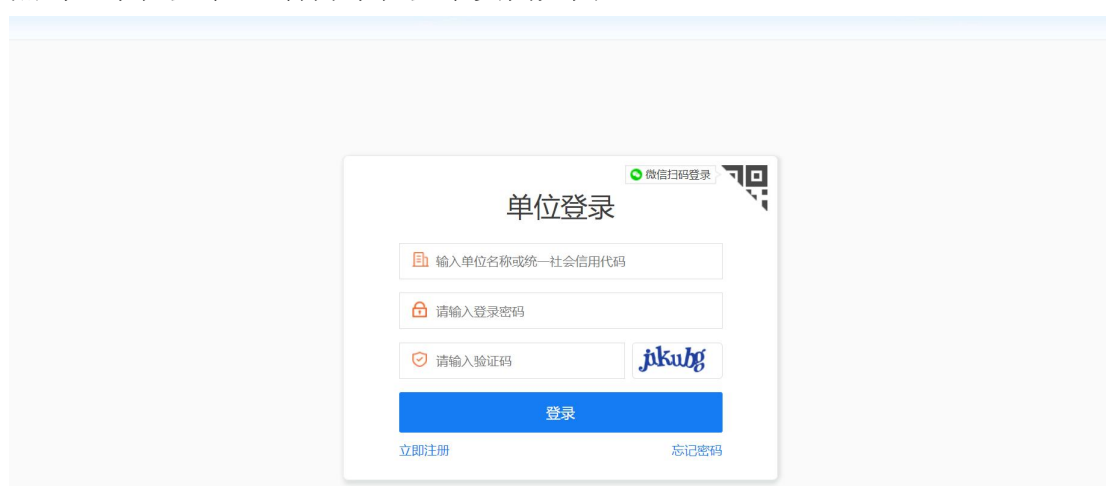 微信扫码登录
单位登录
输入单位名称或统一社会信用代码
请输入登录密码
请输入验证码
登录
立即注册 忘记密码